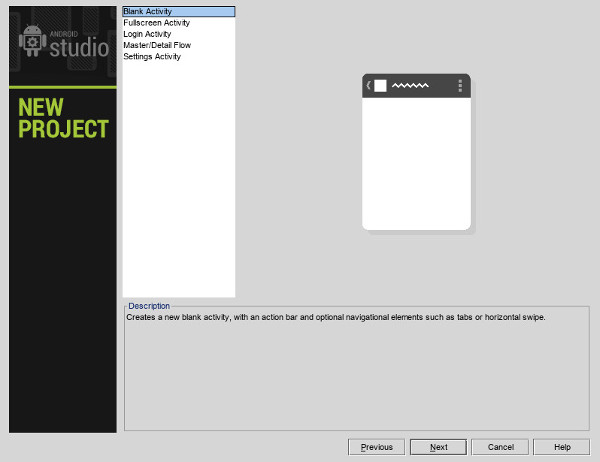 ANDROID
studio
NEW
PROJECT
Blank Activity
Fullscreen Activity
Login Activity
Master/Detail Flow
Settings Activity
Description
Creates a new blank activity, with an action bar and optional navigational elements such as tabs or horizontal swipe.
Previous Next Cancel Help